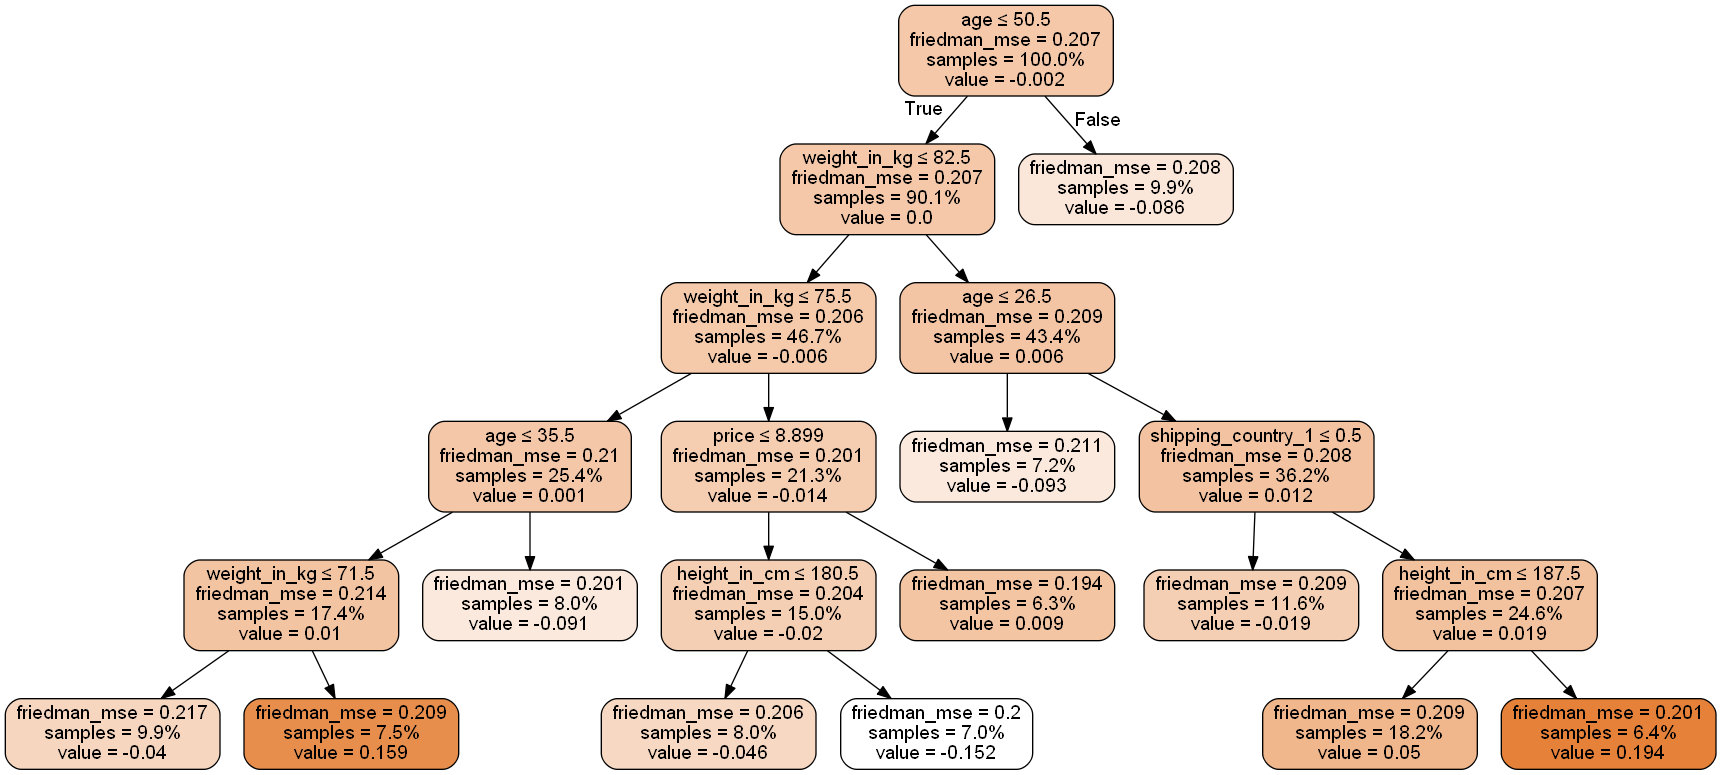 age ≤ 50.5
friedman_mse = 0.207
samples = 100.0%
value = -0.002
True
False
weight_in_kg ≤ 82.5
friedman_mse = 0.207
samples = 90.1%
value = 0.0
friedman_mse = 0.208
samples = 9.9%
value = -0.086
weight_in_kg ≤ 75.5
friedman_mse = 0.206
samples = 46.7%
value = -0.006
age ≤ 26.5
friedman_mse = 0.209
samples = 43.4%
value = 0.006
age ≤ 35.5
friedman_mse = 0.21
samples = 25.4%
value = 0.001
price ≤ 8.899
friedman_mse = 0.201
samples = 21.3%
value = -0.014
friedman_mse = 0.211
samples = 7.2%
value = -0.093
shipping_country_1 ≤ 0.5
friedman_mse = 0.208
samples = 36.2%
value = 0.012
weight_in_kg ≤ 71.5
friedman_mse = 0.214
samples = 17.4%
value = 0.01
friedman_mse = 0.201
samples = 8.0%
value = -0.091
height_in_cm ≤ 180.5
friedman_mse = 0.204
samples = 15.0%
value = -0.02
friedman_mse = 0.194
samples = 6.3%
value = 0.009
friedman_mse = 0.209
samples = 11.6%
value = -0.019
height_in_cm ≤ 187.5
friedman_mse = 0.207
samples = 24.6%
value = 0.019
friedman_mse = 0.217
samples = 9.9%
value = -0.04
friedman_mse = 0.209
samples = 7.5%
value = 0.159
friedman_mse = 0.206
samples = 8.0%
value = -0.046
friedman_mse = 0.2
samples = 7.0%
value = -0.152
friedman_mse = 0.209
samples = 18.2%
value = 0.05
friedman_mse = 0.201
samples = 6.4%
value = 0.194